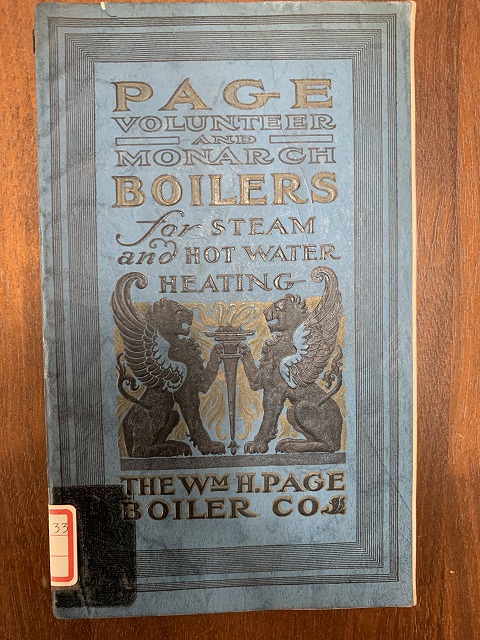 PAGE
VOLUNTEER
AND
MONARCH
BOILERS
for STEAM
and HOT WATER
HEATING
THE WM H. PAGE
BOILER CO.
33